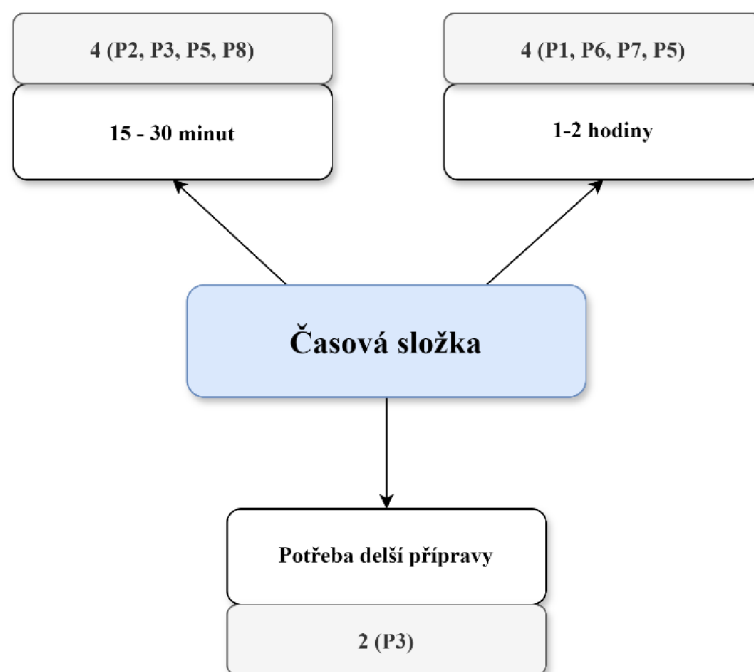 4 (P2, P3, P5, P8)
15 - 30 minut
4 (P1, P6, P7, P5)
1-2 hodiny
Časová složka
Potřeba delší přípravy
2 (P3)